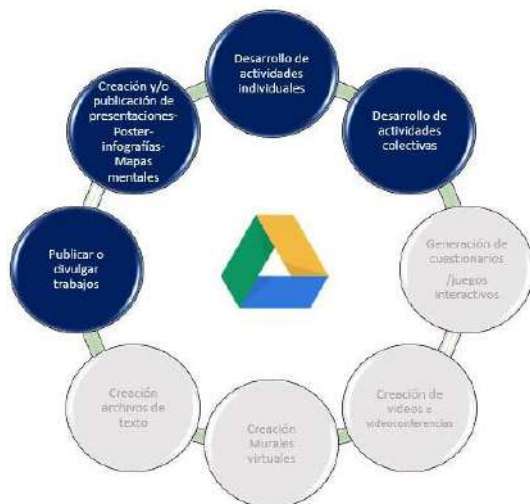 Desarrollo de
actividades
individuales
Desarrollo de
actividades
colectivas
Generación de
cuestionarios
/juegos
interactivos
Creación de
videos e
videoconferencias
Creación
Murales
virtuales
Creación
archivos de
texto
Publicar o
divulgar
trabajos
Creación y/o
publicación de
presentaciones-
Poster-
infografías-
Mapas
mentales